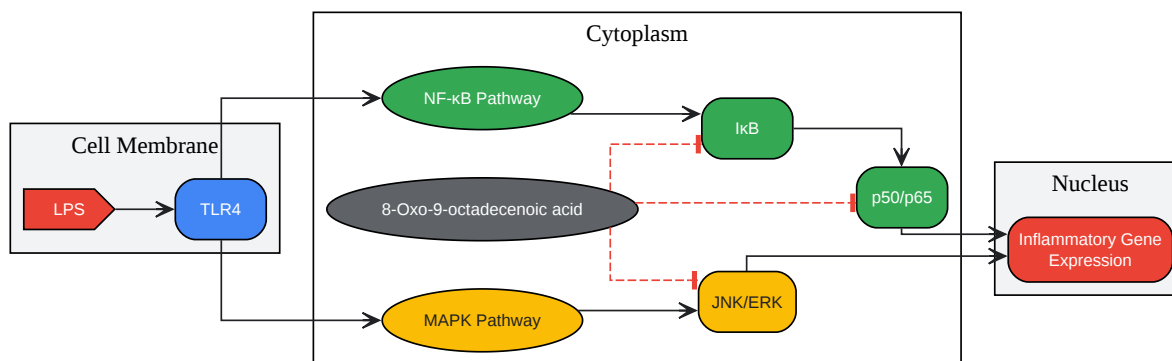 Cytoplasm
NF-κB Pathway
IκB
Cell Membrane
LPS
TLR4
8-Oxo-9-octadecenoic acid
p50/p65
Nucleus
Inflammatory Gene
Expression
MAPK Pathway
JNK/ERK